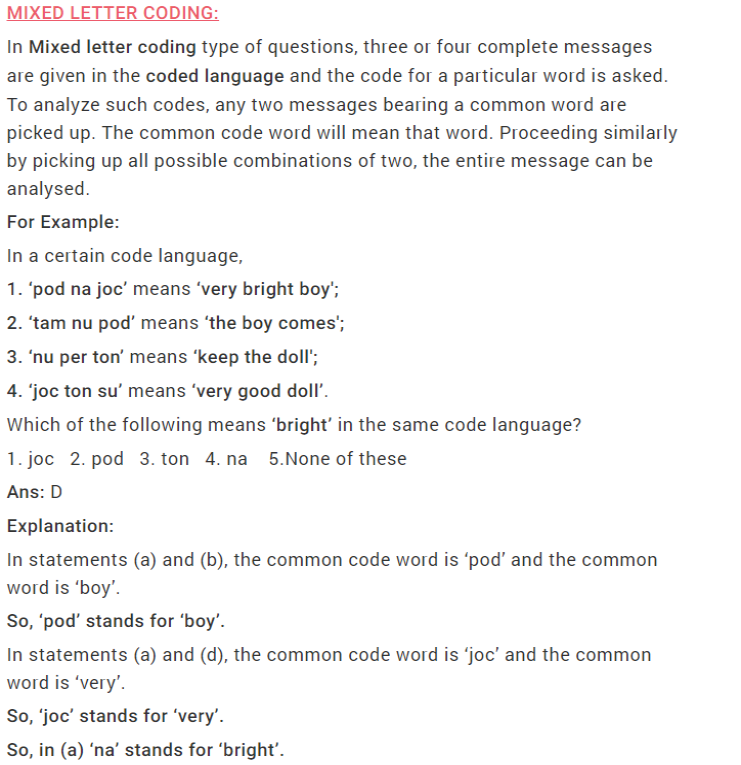 MIXED LETTER CODING:
In Mixed letter coding type of questions, three or four complete messages
are given in the coded language and the code for a particular word is asked.
To analyze such codes, any two messages bearing a common word are
picked up. The common code word will mean that word. Proceeding similarly
by picking up all possible combinations of two, the entire message can be
analysed.
For Example:
In a certain code language,
1. ‘pod na joc’ means ‘very bright boy';
2. ‘tam nu pod’ means ‘the boy comes';
3. ‘nu per ton’ means ‘keep the doll';
4. ‘joc ton su’ means ‘very good doll’.
Which of the following means ‘bright’ in the same code language?
1. joc 2. pod 3. ton 4. na 5.None of these
Ans: D
Explanation:
In statements (a) and (b), the common code word is ‘pod’ and the common
word is ‘boy’.
So, ‘pod’ stands for ‘boy’.
In statements (a) and (d), the common code word is ‘joc’ and the common
word is ‘very’.
So, ‘joc’ stands for ‘very’.
So, in (a) ‘na’ stands for ‘bright’.